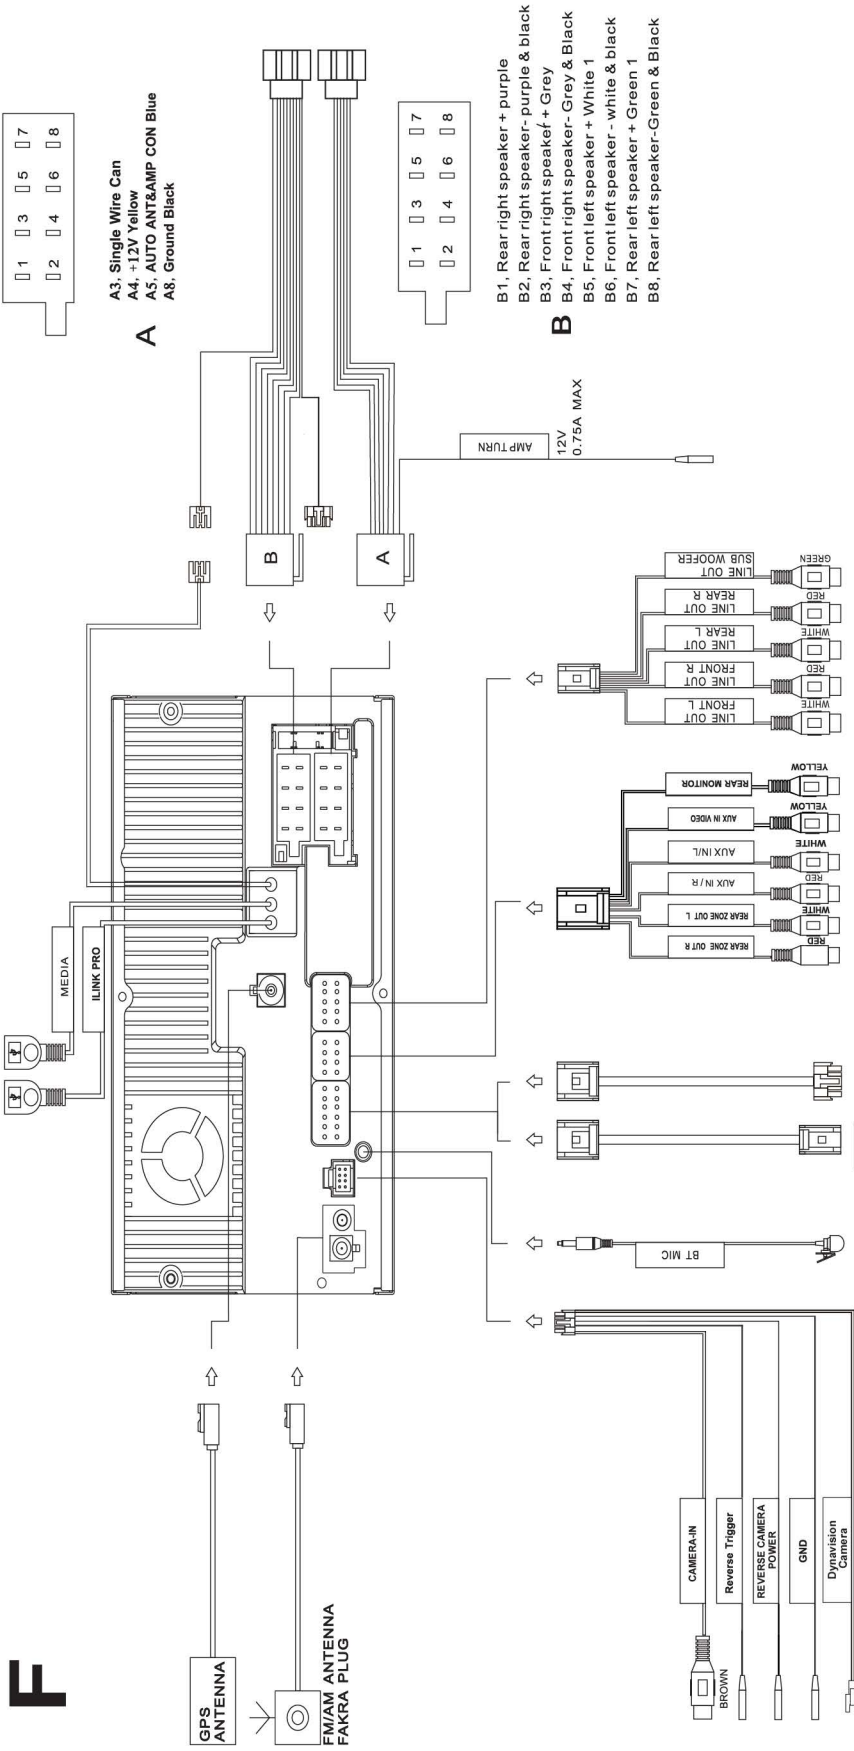 F
1 3 5 7
2 4 6 8
A
A3, Single Wire Can
A4, +12V Yellow
A5, AUTO ANT&AMP CON Blue
A8, Ground Black
1 3 5 7
2 4 6 8
B
B1, Rear right speaker + purple
B2, Rear right speaker- purple & black
B3, Front right speaker + Grey
B4, Front right speaker- Grey & Black
B5, Front left speaker + White 1
B6, Front left speaker - white & black
B7, Rear left speaker + Green 1
B8, Rear left speaker-Green & Black
B
A
AMP TURN
12V
0.75A MAX
MEDIA
ILINK PRO
GPS
ANTENNA
FM/AM ANTENNA
FAKRA PLUG
LINE OUT
SUB WOOFER
GREEN
LINE OUT
REAR R
RED
LINE OUT
REAR L
WHITE
LINE OUT
FRONT R
RED
LINE OUT
FRONT L
WHITE
REAR MONITOR
YELLOW
AUX IN VIDEO
YELLOW
AUX IN/L
WHITE
AUX IN / R
RED
REAR ZONE OUT L
WHITE
REAR ZONE OUT R
RED
BT MIC
CAMERA-IN
BROWN
Reverse Trigger
REVERSE CAMERA
POWER
GND
Dynavision
Camera